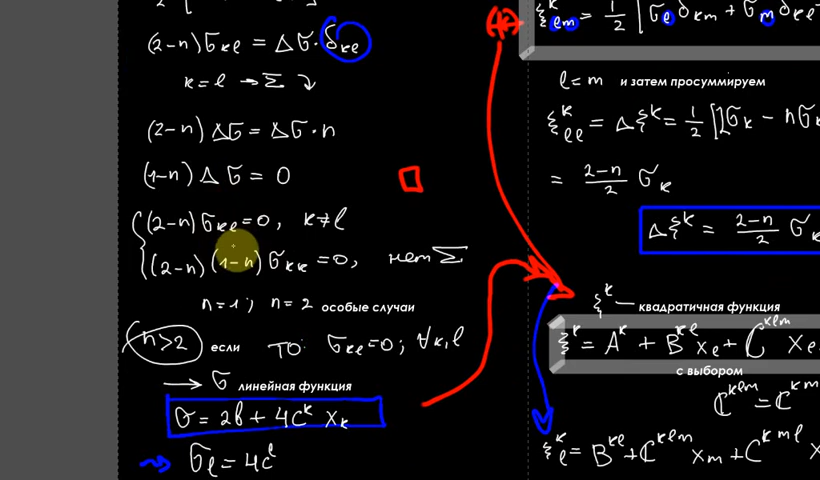 (2-n) σ_kl = Δσ · δ_kl
k=l → Σ ↴
(2-n) Δσ = Δσ · n
(1-n) Δσ = 0
(2-n) σ_kl = 0, k≠l
(2-n) (1-n) σ_kk = 0, нет Σ
n=1; n=2 особые случаи
n>2 если то: σ_kl=0; ∀k,l
→ σ линейная функция
σ = 2b + 4c^k x_k
⇒ σ_l = 4c^l
(*)
ξ^k_lm = 1/2 [σ_l δ_km + σ_m δ_kl
l=m и затем просуммируем
ξ^k_ll = Δξ^k = 1/2 [2σ_k - nσ_k
= (2-n)/2 σ_k
Δξ^k = (2-n)/2 σ_k
ξ^k — квадратичная функция
ξ^k = A^k + B^kl x_l + C^klm x_l
с выбором
C^klm = C^km
ξ^k_l = B^kl + C^klm x_m + C^kml x